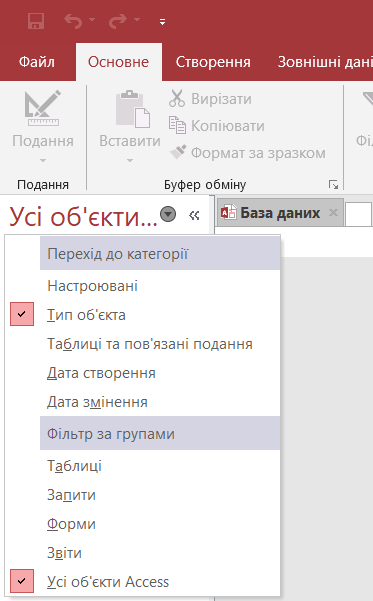 Файл Основне Створення Зовнішні дані
Подання
Вставити
Вирізати
Копіювати
Формат за зразком
Подання
Буфер обміну
Усі об'єкти...
База даних
Перехід до категорії
Настроювані
Тип об'єкта
Таблиці та пов'язані подання
Дата створення
Дата змінення
Фільтр за групами
Таблиці
Запити
Форми
Звіти
Усі об'єкти Access